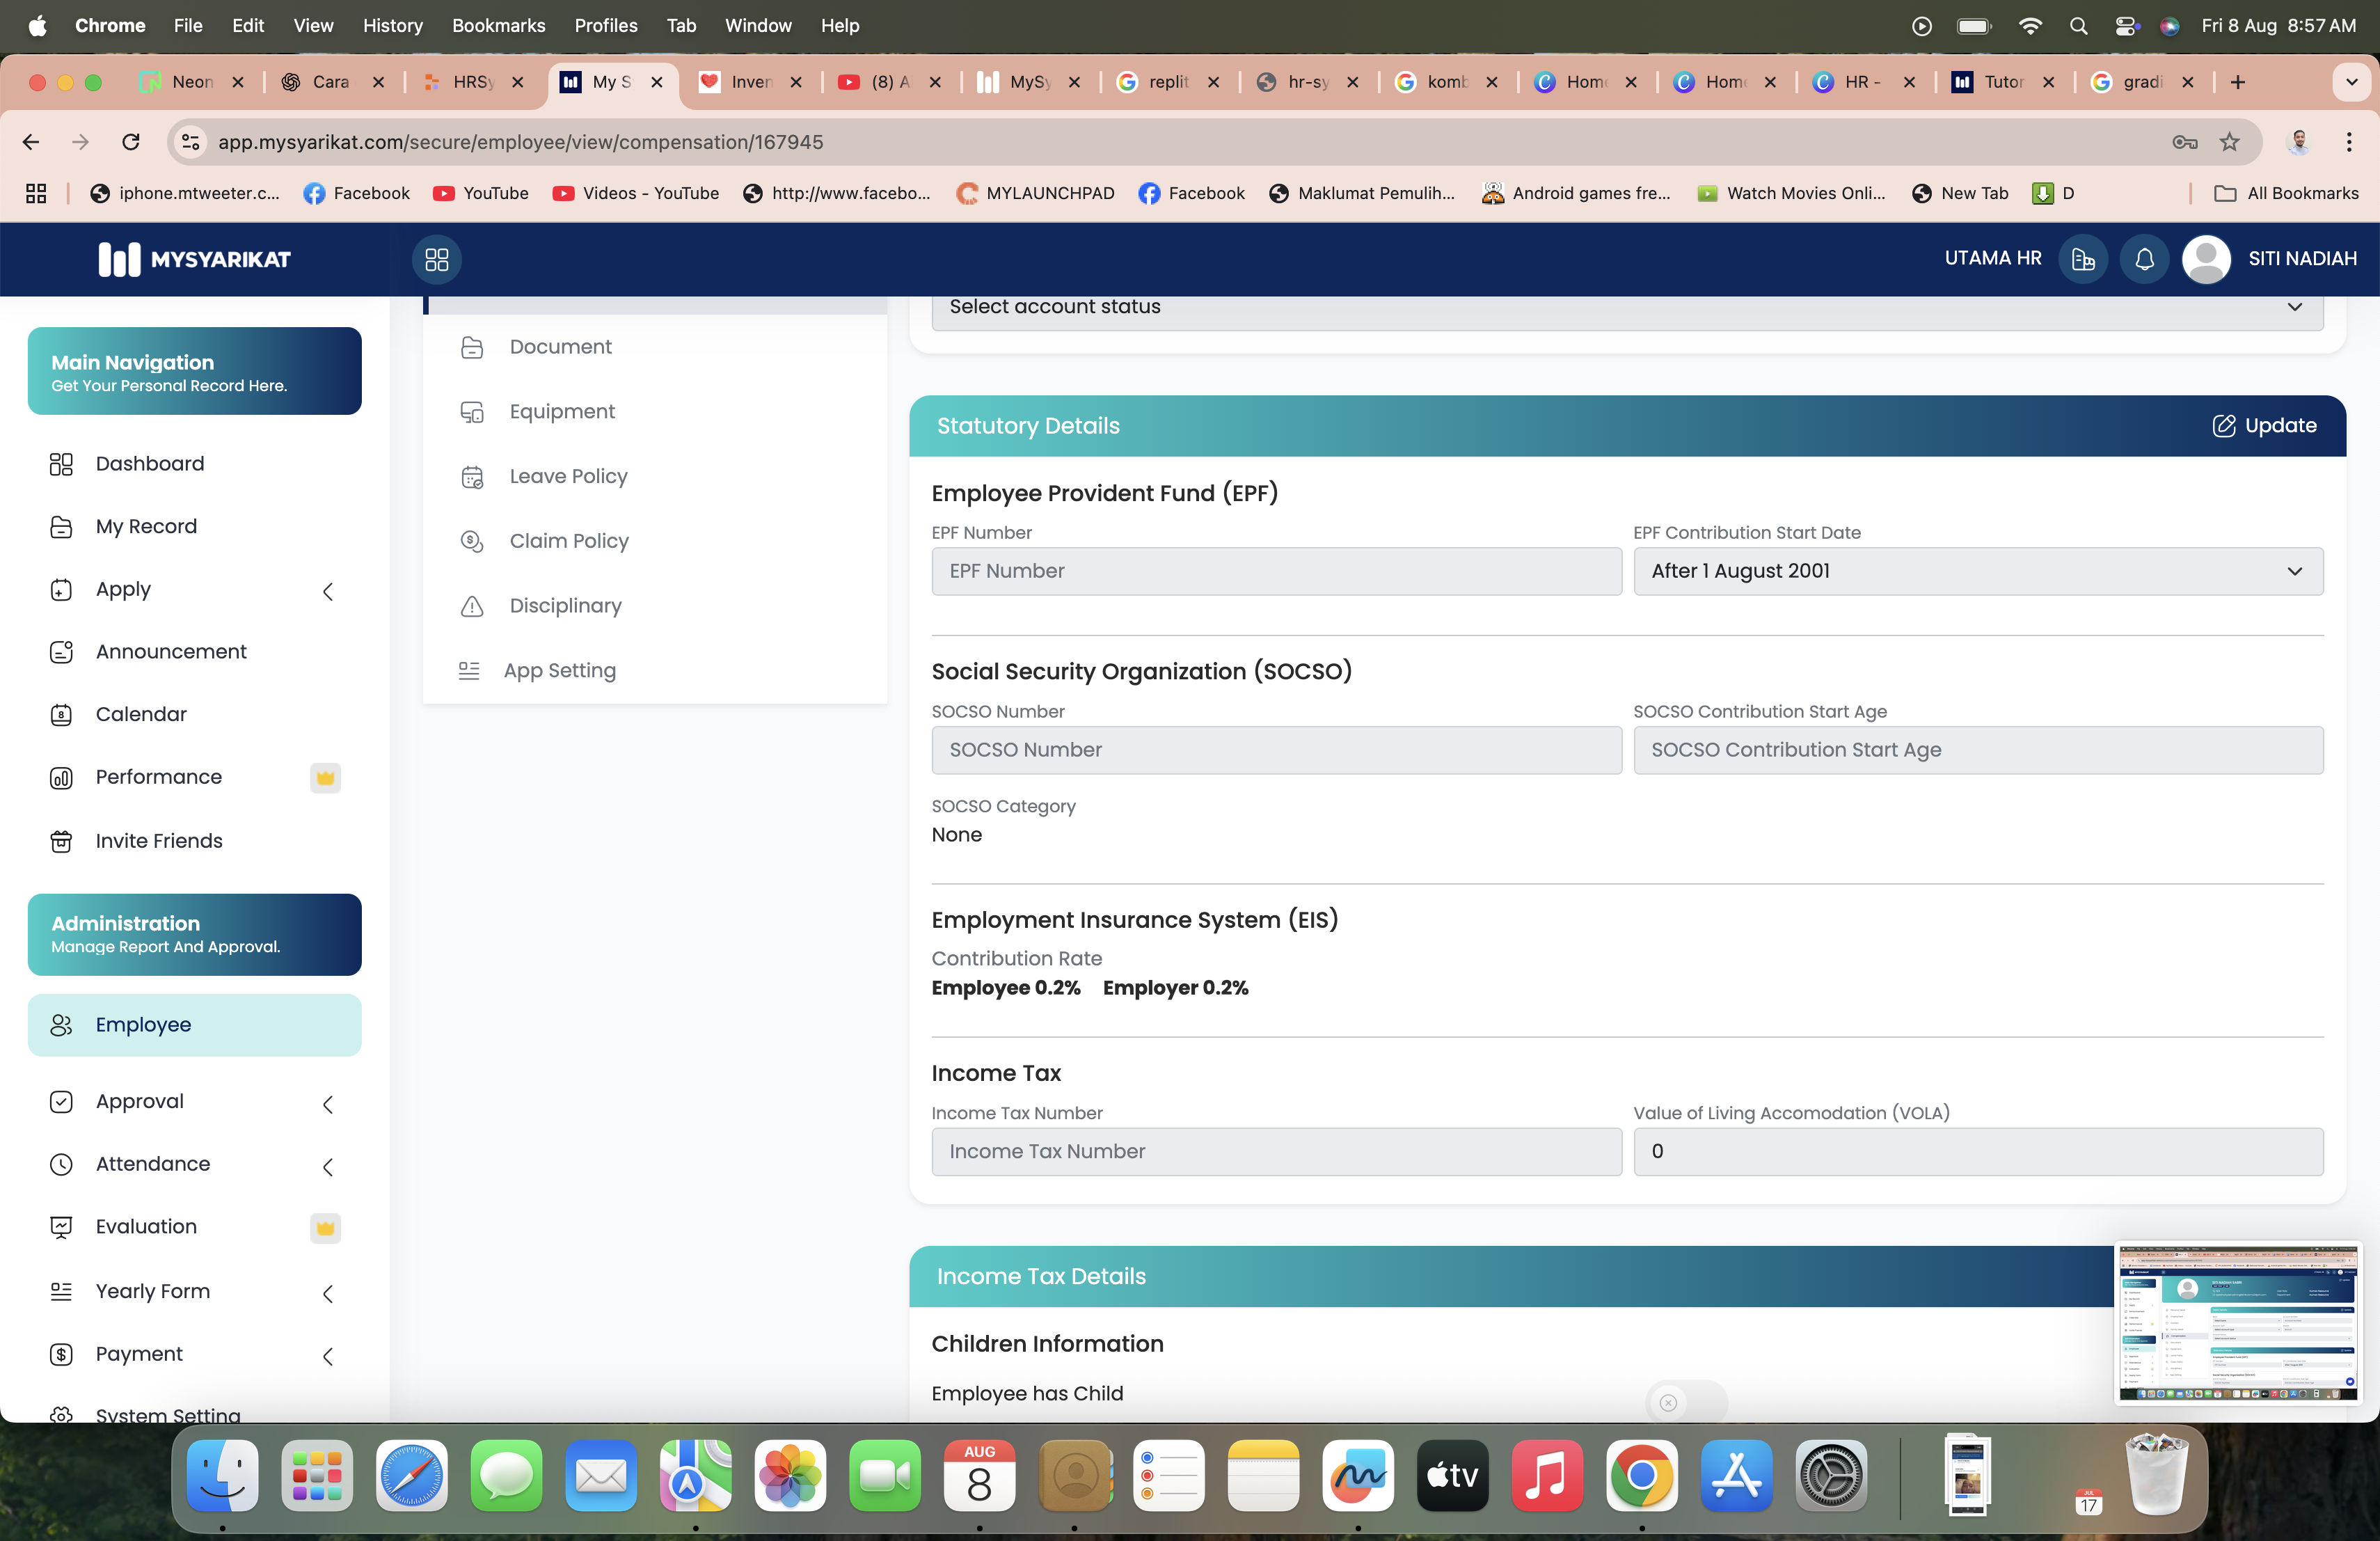 Chrome File Edit View History Bookmarks Profiles Tab Window Help Fri 8 Aug 8:57 AM
Neon Cara HRSy My S Inven (8) A MySy replit hr-sy komb Hom Hom HR - Tutor gradi
app.mysyarikat.com/secure/employee/view/compensation/167945
iphone.mtweeter.c... Facebook YouTube Videos - YouTube http://www.facebo... MYLAUNCHPAD Facebook Maklumat Pemulih... Android games fre... Watch Movies Onli... New Tab D All Bookmarks
MYSYARIKAT UTAMA HR SITI NADIAH
Main Navigation
Get Your Personal Record Here.
Dashboard
My Record
Apply
Announcement
Calendar
Performance
Invite Friends
Administration
Manage Report And Approval.
Employee
Approval
Attendance
Evaluation
Yearly Form
Payment
System Setting
Document
Equipment
Leave Policy
Claim Policy
Disciplinary
App Setting
Select account status
Statutory Details Update
Employee Provident Fund (EPF)
EPF Number EPF Contribution Start Date
EPF Number After 1 August 2001
Social Security Organization (SOCSO)
SOCSO Number SOCSO Contribution Start Age
SOCSO Number SOCSO Contribution Start Age
SOCSO Category
None
Employment Insurance System (EIS)
Contribution Rate
Employee 0.2% Employer 0.2%
Income Tax
Income Tax Number Value of Living Accomodation (VOLA)
Income Tax Number 0
Income Tax Details
Children Information
Employee has Child
AUG
8
tv
JUL
17